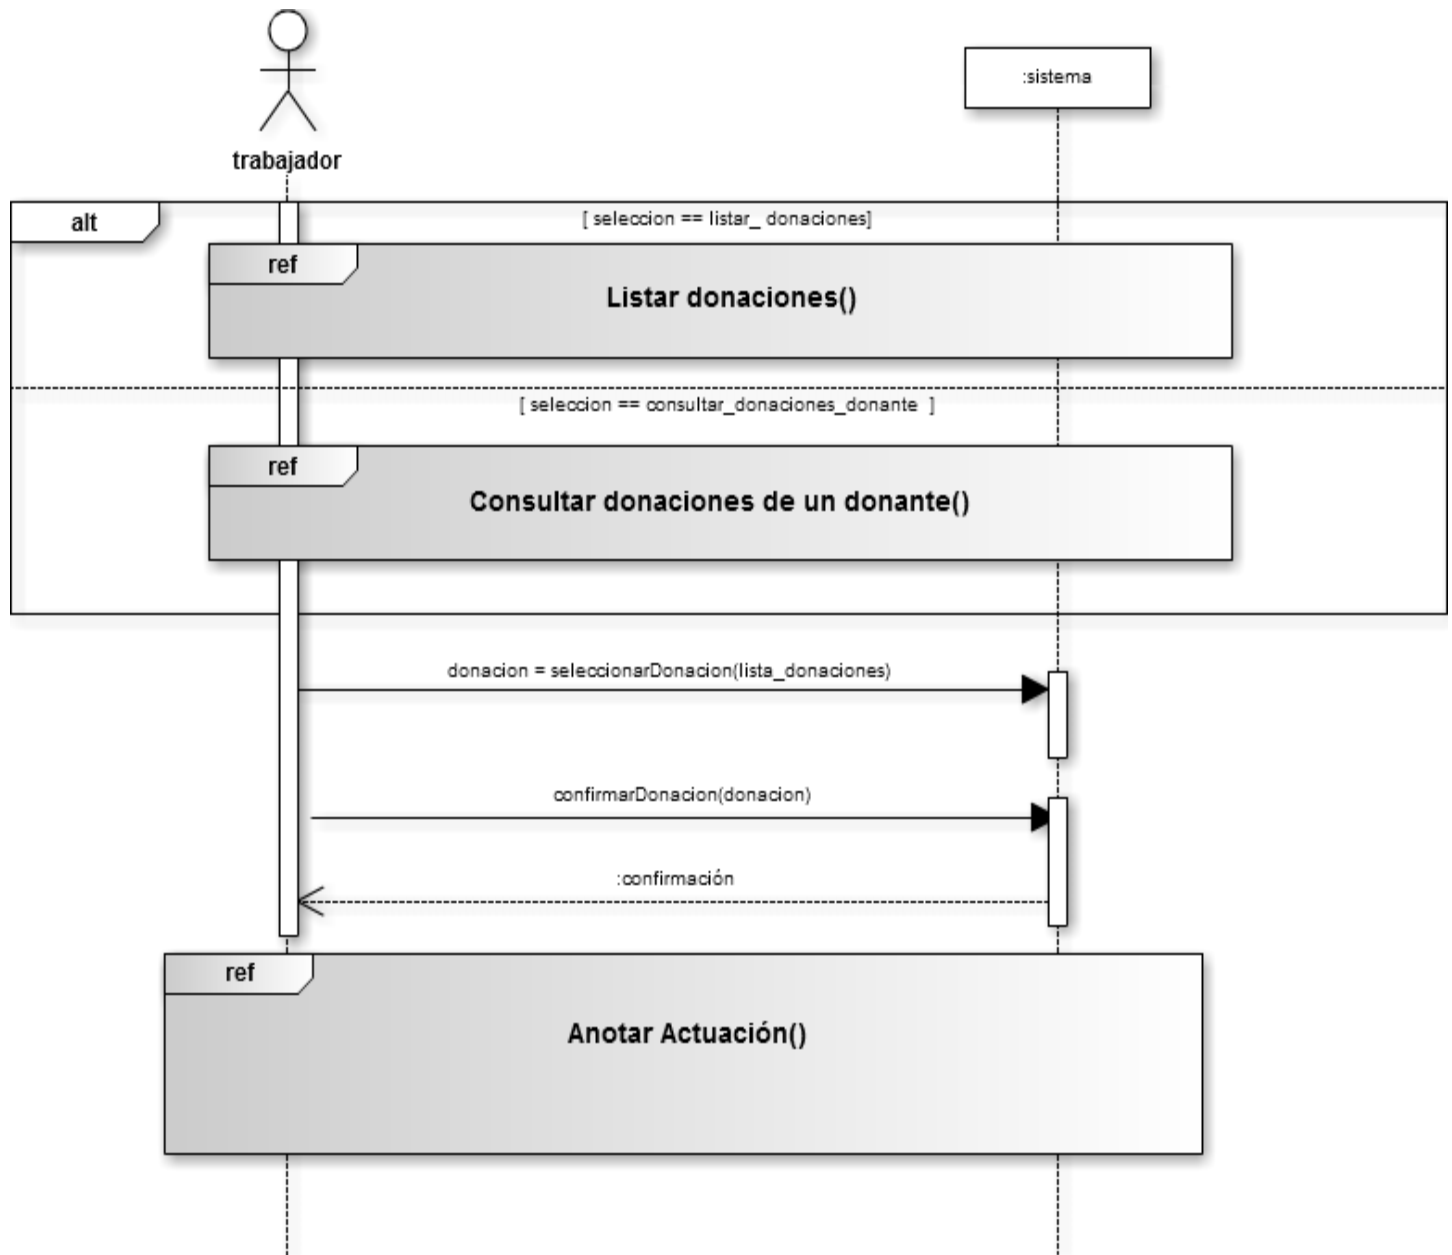 trabajador
:sistema
alt
[ seleccion == listar_ donaciones]
ref
Listar donaciones()
[ seleccion == consultar_donaciones_donante ]
ref
Consultar donaciones de un donante()
donacion = seleccionarDonacion(lista_donaciones)
confirmarDonacion(donacion)
:confirmación
ref
Anotar Actuación()